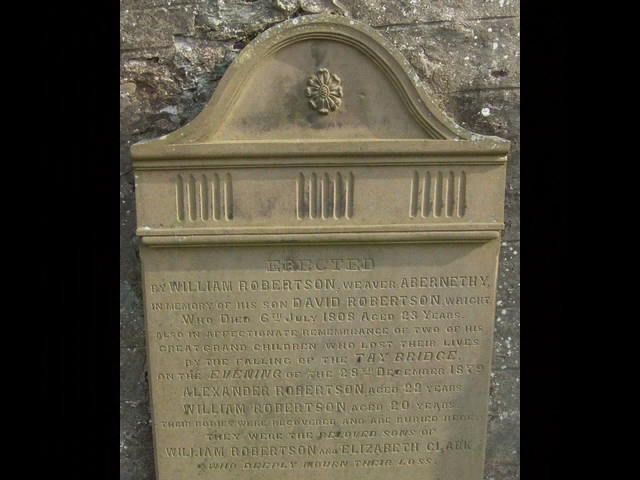 ERECTED
BY WILLIAM ROBERTSON, WEAVER, ABERNETHY,
IN MEMORY OF HIS SON DAVID ROBERTSON, WRIGHT
WHO DIED 6TH JULY 1808 AGED 23 YEARS.
ALSO IN AFFECTIONATE REMEMBRANCE OF TWO OF HIS
GREAT GRAND CHILDREN WHO LOST THEIR LIVES
BY THE FALLING OF THE TAY BRIDGE.
ON THE EVENING OF THE 28TH DECEMBER 1879
ALEXANDER ROBERTSON AGED 22 YEARS
WILLIAM ROBERTSON AGED 20 YEARS.
THEIR BODIES WERE RECOVERED AND ARE BURIED HERE.
THEY WERE THE BELOVED SONS OF
WILLIAM ROBERTSON AND ELIZABETH CLARK
WHO DEEPLY MOURN THEIR LOSS.